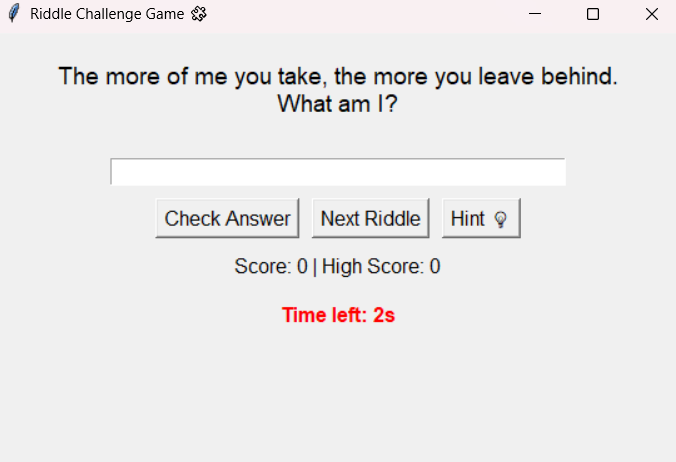 Riddle Challenge Game 🧩
The more of me you take, the more you leave behind.
What am I?
Check Answer
Next Riddle
Hint 💡
Score: 0 | High Score: 0
Time left: 2s